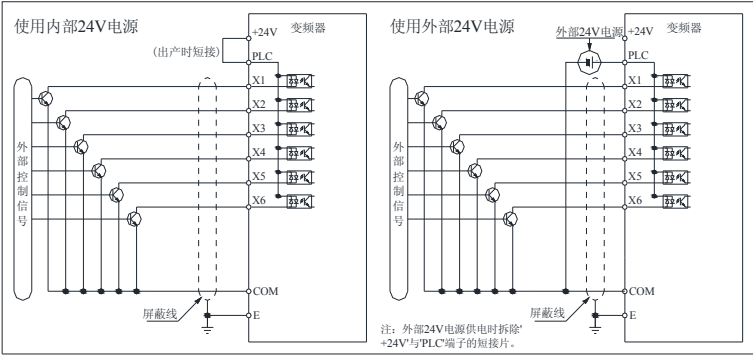 使用内部24V电源
+24V
变频器
(出产时短接)
PLC
X1
X2
X3
X4
X5
X6
外部控制信号
COM
屏蔽线
E
使用外部24V电源
外部24V电源
+24V
变频器
PLC
X1
X2
X3
X4
X5
X6
外部控制信号
COM
屏蔽线
E
注：外部24V电源供电时拆除'
+24V'与'PLC'端子的短接片。